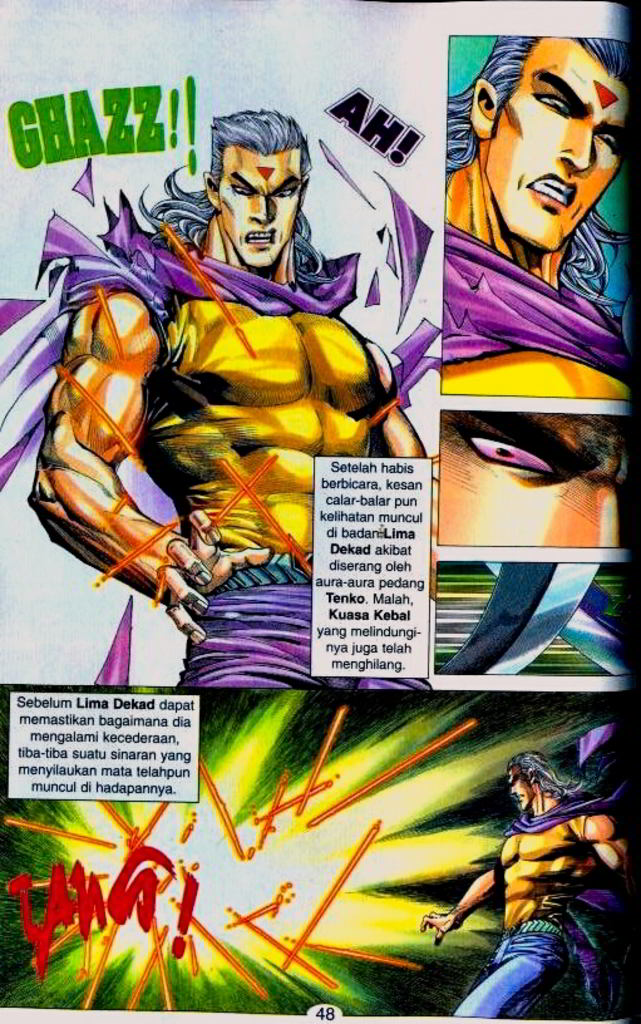 GHAZZ!!
AH!
Setelah habis
berbicara, kesan
calar-balar pun
kelihatan muncul
di badan Lima
Dekad akibat
diserang oleh
aura-aura pedang
Tenko. Malah,
Kuasa Kebal
yang melindungi-
nya juga telah
menghilang.
Sebelum Lima Dekad dapat
memastikan bagaimana dia
mengalami kecederaan,
tiba-tiba suatu sinaran yang
menyilaukan mata telahpun
muncul di hadapannya.
TANG!
48